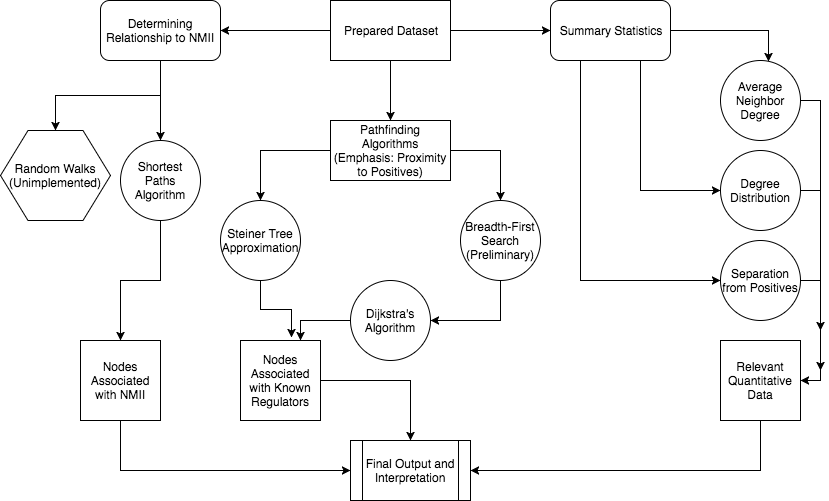 Determining
Relationship to NMII
Prepared Dataset
Summary Statistics
Average
Neighbor
Degree
Pathfinding
Algorithms
(Emphasis: Proximity
to Positives)
Random Walks
(Unimplemented)
Shortest
Paths
Algorithm
Degree
Distribution
Steiner Tree
Approximation
Breadth-First
Search
(Preliminary)
Separation
from Positives
Dijkstra's
Algorithm
Nodes
Associated
with NMII
Nodes
Associated
with Known
Regulators
Relevant
Quantitative
Data
Final Output and
Interpretation